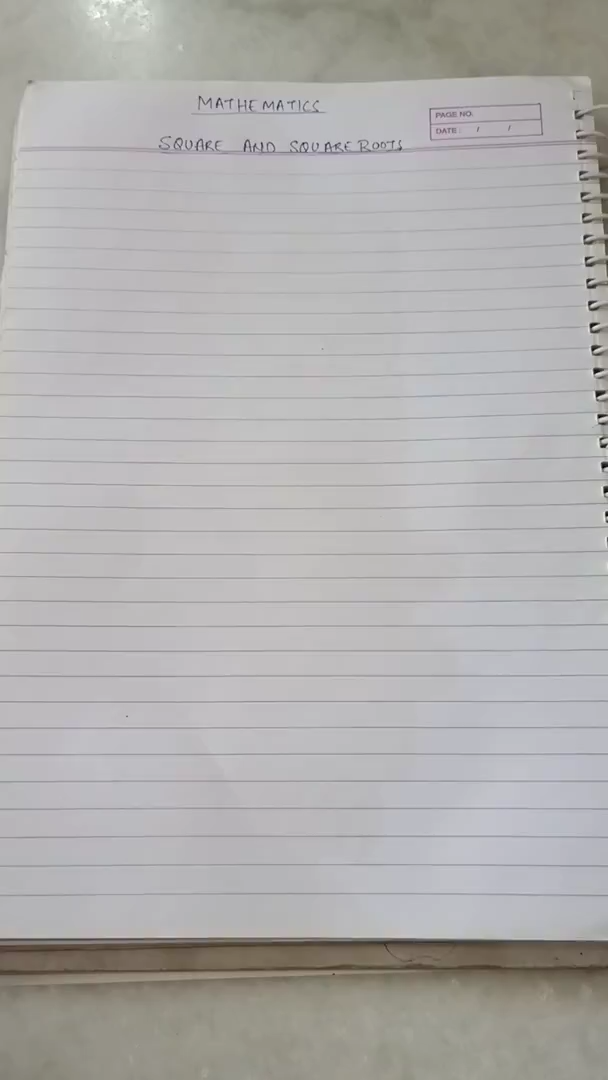 MATHEMATICS
PAGE NO.
DATE : / /
SQUARE AND SQUARE ROOTS